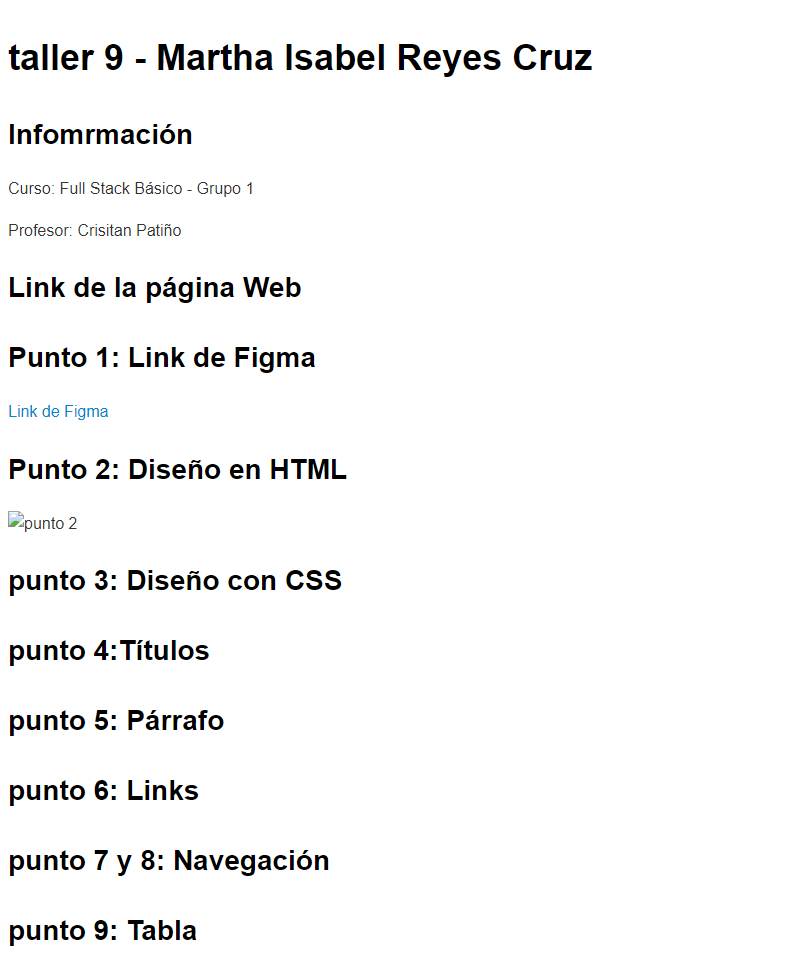 taller 9 - Martha Isabel Reyes Cruz
Infomrmación
Curso: Full Stack Básico - Grupo 1
Profesor: Crisitan Patiño
Link de la página Web
Punto 1: Link de Figma
Link de Figma
Punto 2: Diseño en HTML
punto 2
punto 3: Diseño con CSS
punto 4:Títulos
punto 5: Párrafo
punto 6: Links
punto 7 y 8: Navegación
punto 9: Tabla